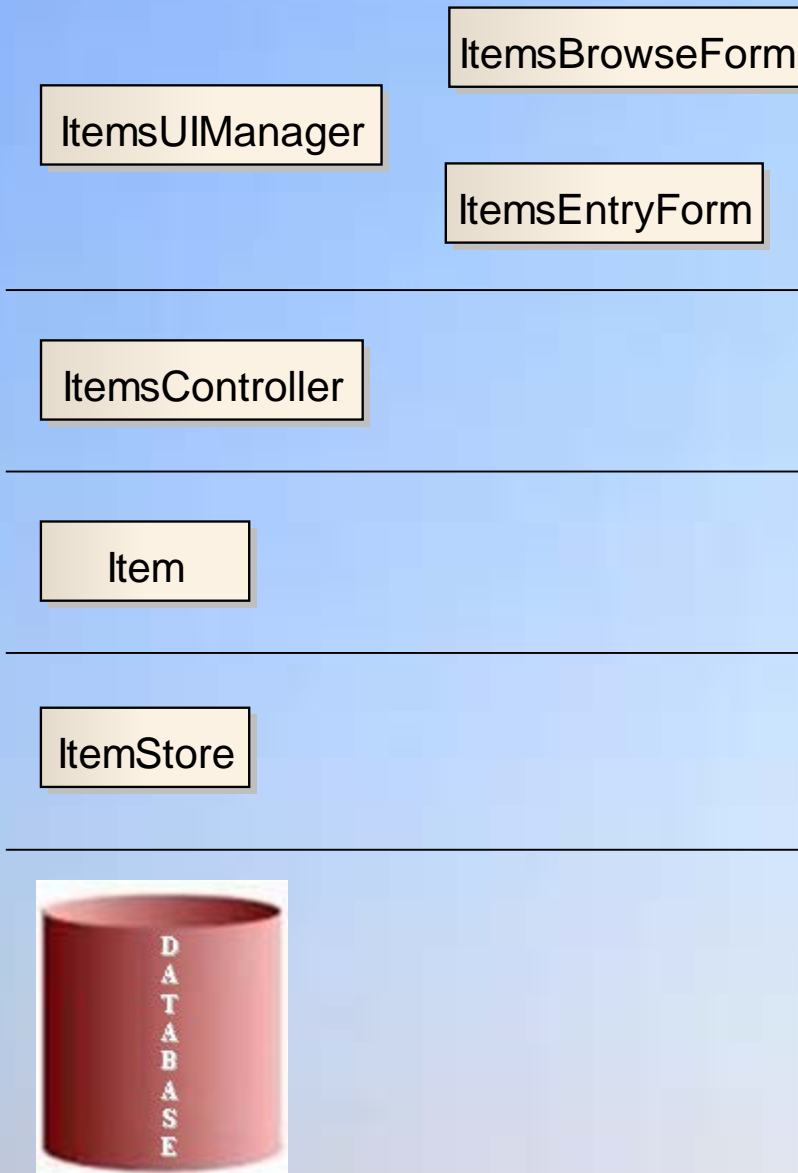 ItemsBrowseForm
ItemsUIManager
ItemsEntryForm
ItemsController
Item
ItemStore
DATABASE